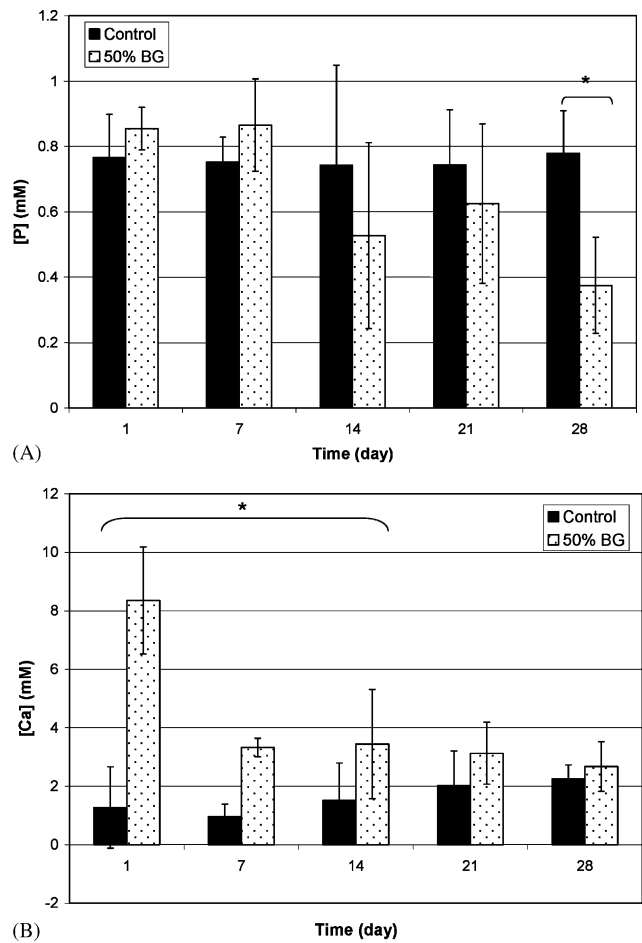 1.2
Control
50% BG
1
*
0.8
0.6
0.4
0.2
0
[P] (mM)
1 7 14 21 28
Time (day)
(A)
12
*
Control
50% BG
10
8
6
4
2
0
-2
[Ca] (mM)
1 7 14 21 28
Time (day)
(B)